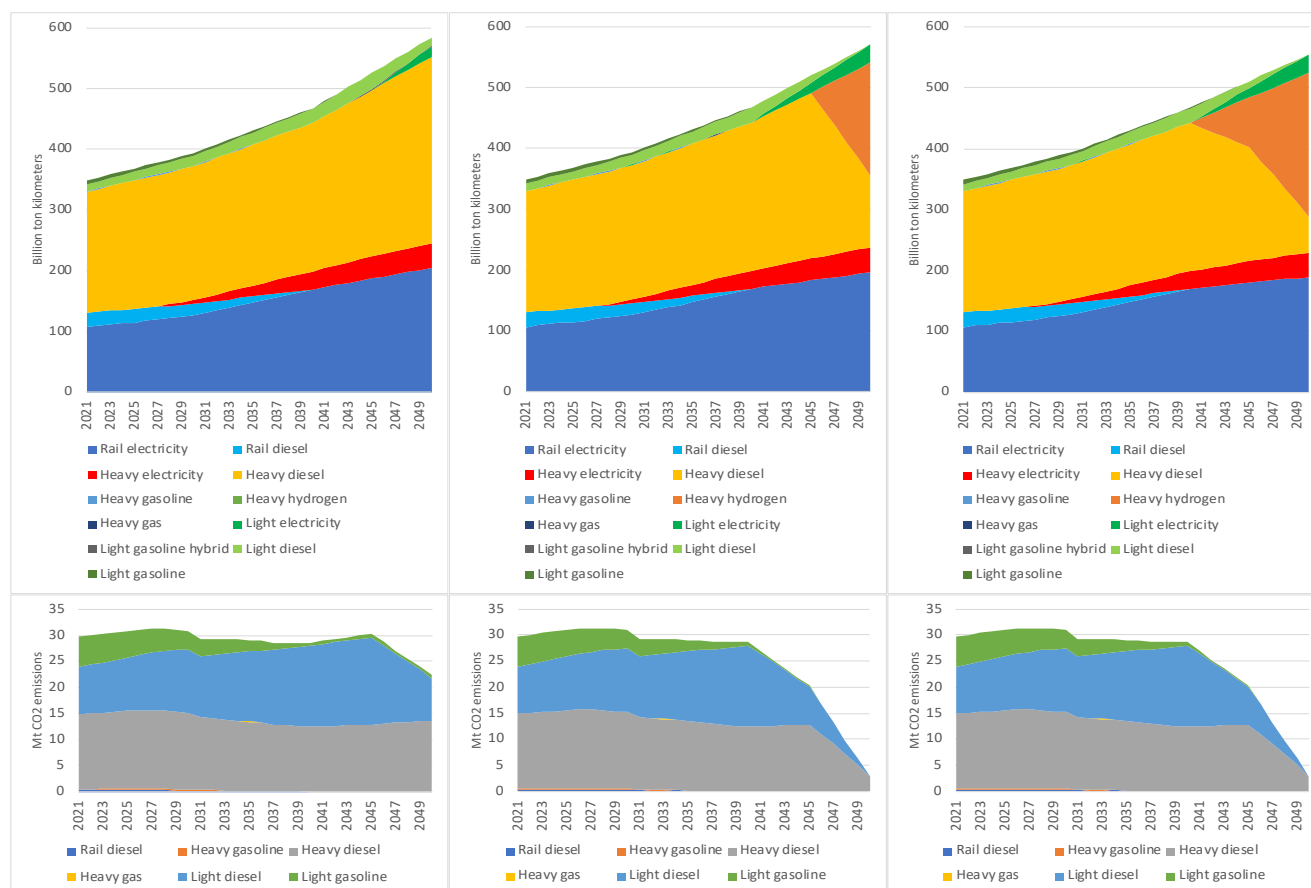 600
500
400
300
200
100
0
Billion ton kilometers
2021 2023 2025 2027 2029 2031 2033 2035 2037 2039 2041 2043 2045 2047 2049
Rail electricity Rail diesel
Heavy electricity Heavy diesel
Heavy gasoline Heavy hydrogen
Heavy gas Light electricity
Light gasoline hybrid Light diesel
Light gasoline
600
500
400
300
200
100
0
Billion ton kilometers
2021 2023 2025 2027 2029 2031 2033 2035 2037 2039 2041 2043 2045 2047 2049
Rail electricity Rail diesel
Heavy electricity Heavy diesel
Heavy gasoline Heavy hydrogen
Heavy gas Light electricity
Light gasoline hybrid Light diesel
Light gasoline
600
500
400
300
200
100
0
Billion ton kilometers
2021 2023 2025 2027 2029 2031 2033 2035 2037 2039 2041 2043 2045 2047 2049
Rail electricity Rail diesel
Heavy electricity Heavy diesel
Heavy gasoline Heavy hydrogen
Heavy gas Light electricity
Light gasoline hybrid Light diesel
Light gasoline
35
30
25
20
15
10
5
0
Mt CO2 emissions
2021 2023 2025 2027 2029 2031 2033 2035 2037 2039 2041 2043 2045 2047 2049
Rail diesel Heavy gasoline Heavy diesel
Heavy gas Light diesel Light gasoline
35
30
25
20
15
10
5
0
Mt CO2 emissions
2021 2023 2025 2027 2029 2031 2033 2035 2037 2039 2041 2043 2045 2047 2049
Rail diesel Heavy gasoline Heavy diesel
Heavy gas Light diesel Light gasoline
35
30
25
20
15
10
5
0
Mt CO2 emissions
2021 2023 2025 2027 2029 2031 2033 2035 2037 2039 2041 2043 2045 2047 2049
Rail diesel Heavy gasoline Heavy diesel
Heavy gas Light diesel Light gasoline